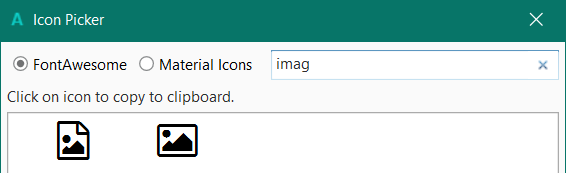 A Icon Picker
FontAwesome Material Icons imag
Click on icon to copy to clipboard.